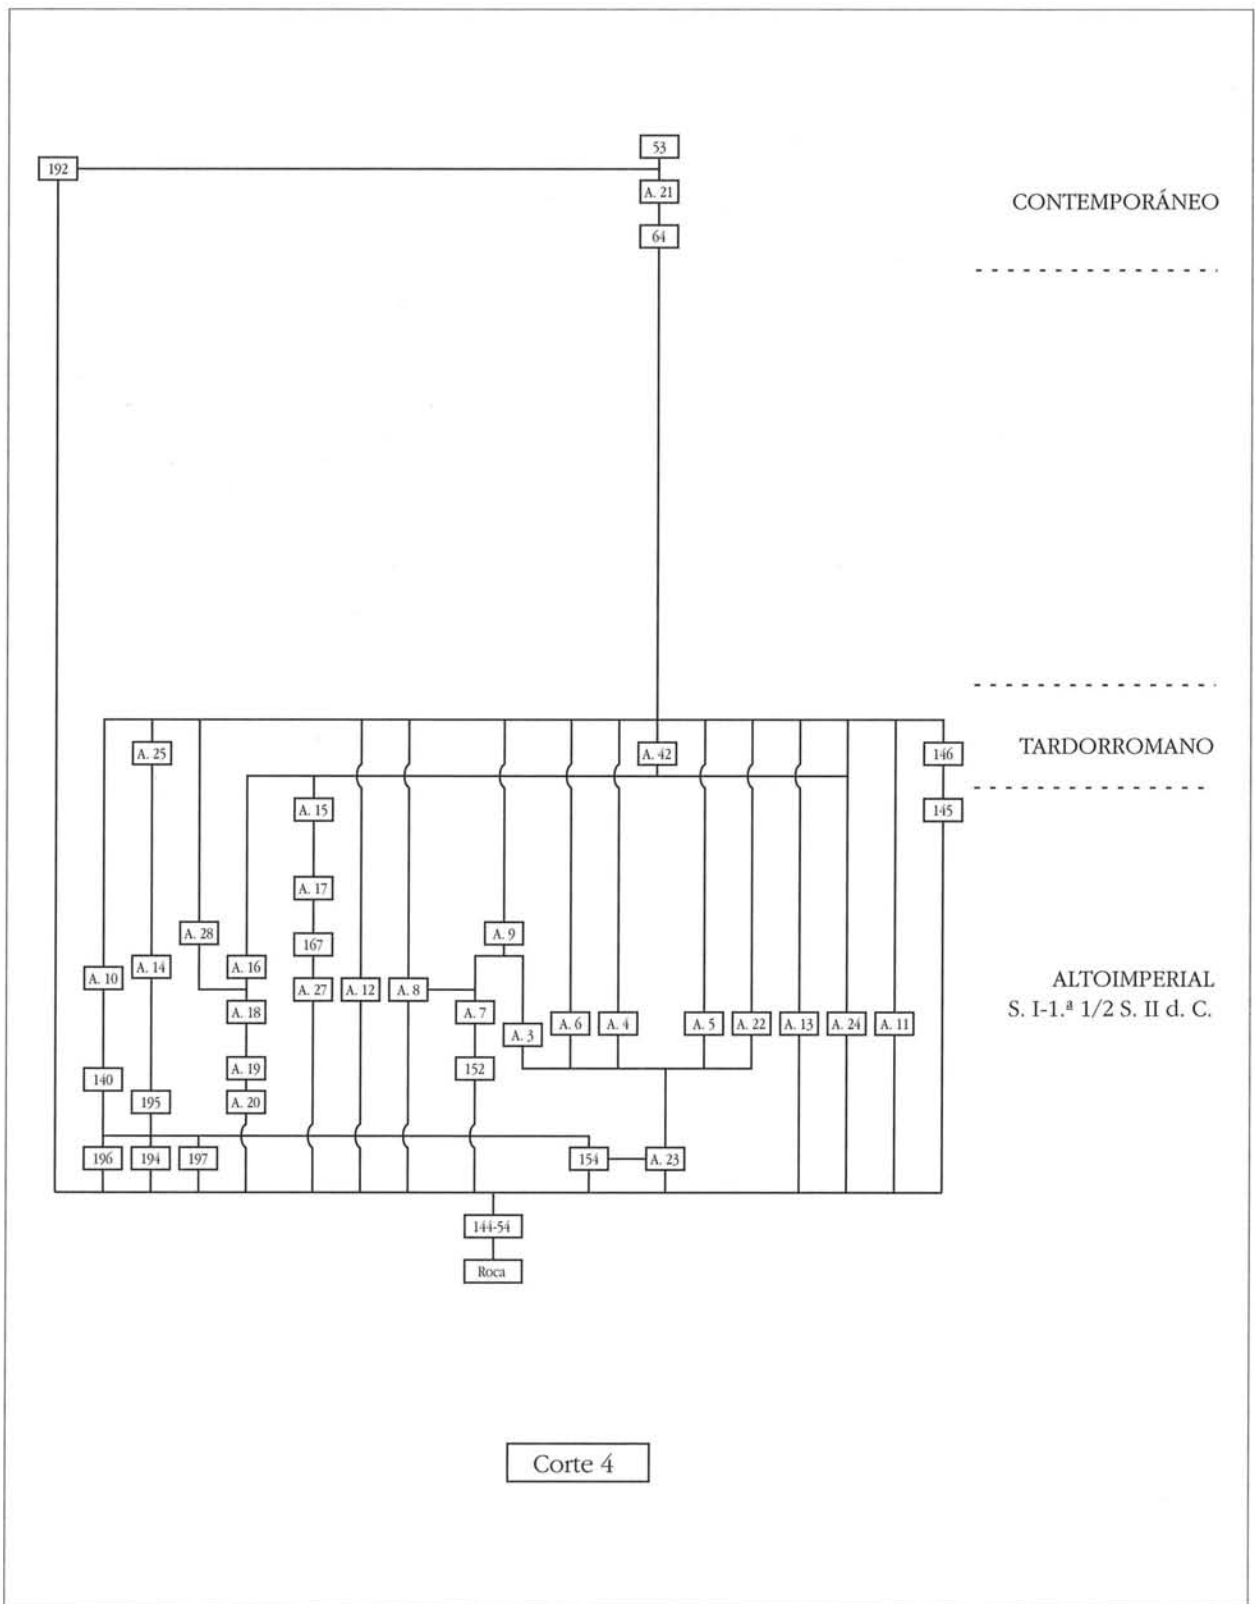 53
192
A. 21
CONTEMPORÁNEO
64
A. 25
A. 42
TARDORROMANO
146
A. 15
145
A. 17
A. 28
A. 9
167
A. 10
A. 14
A. 16
ALTOIMPERIAL
S. I-1.ª 1/2 S. II d. C.
A. 27
A. 12
A. 8
A. 18
A. 7
A. 3
A. 6
A. 4
A. 5
A. 22
A. 13
A. 24
A. 11
140
A. 19
152
195
A. 20
196
194
197
154
A. 23
144-54
Roca
Corte 4